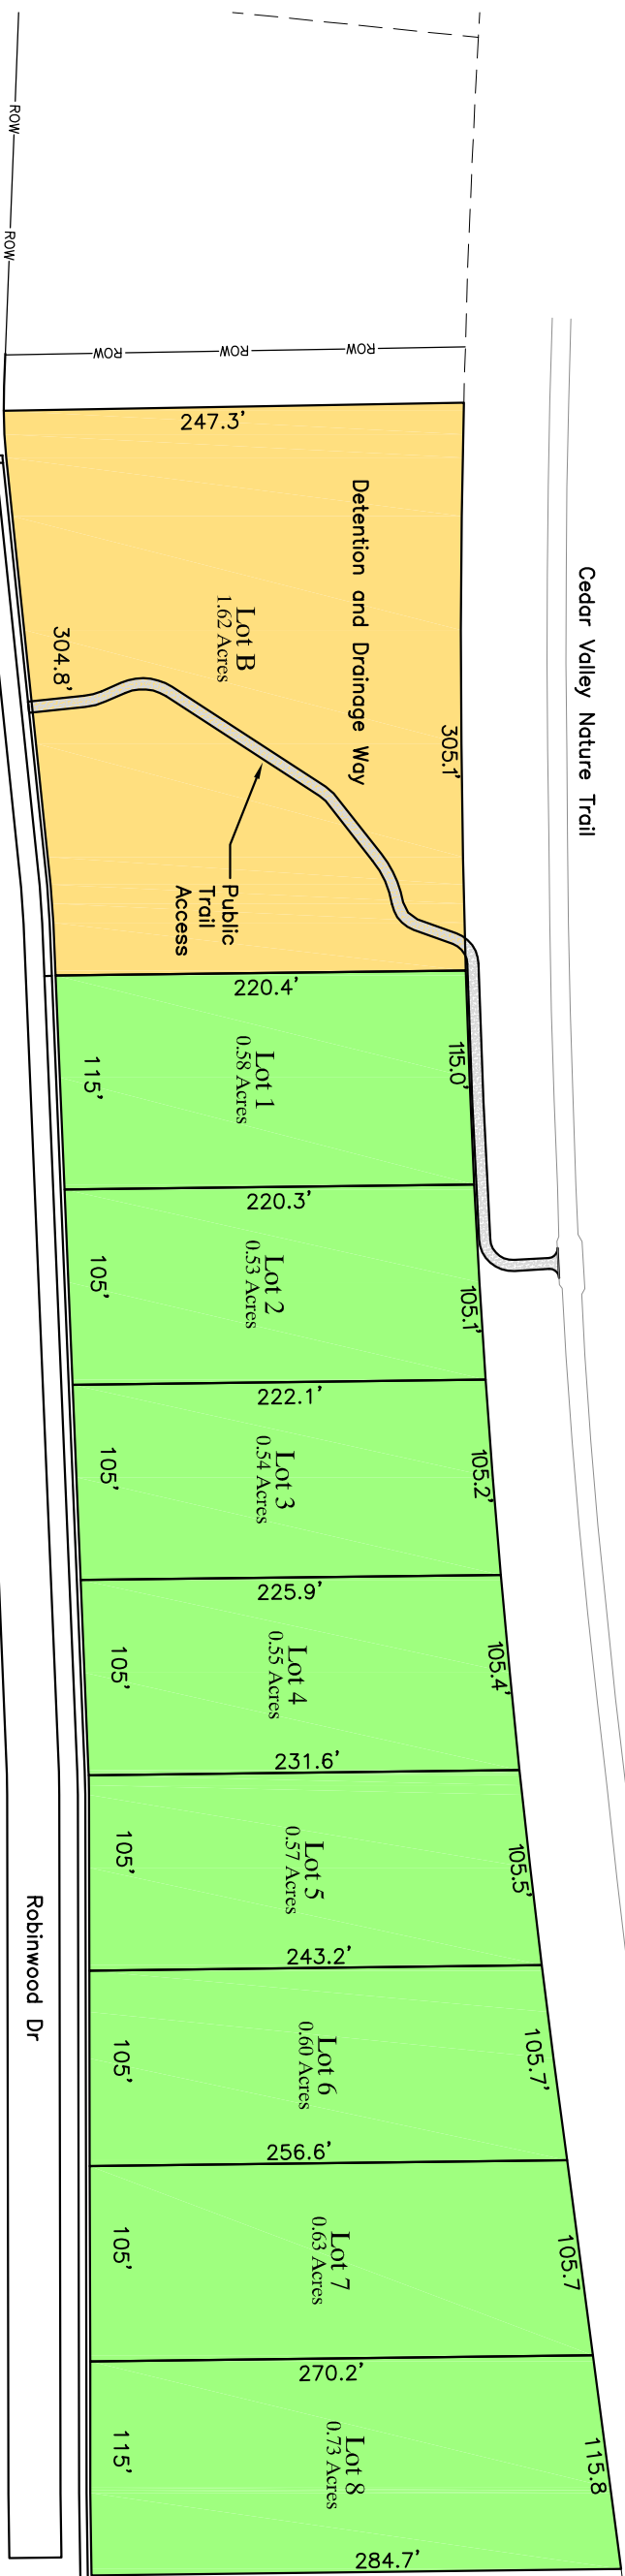 ROW
ROW
ROW
ROW
ROW
Cedar Valley Nature Trail
247.3'
Detention and Drainage Way
Lot B
1.62 Acres
304.8'
305.1'
Public
Trail
Access
220.4'
115.0'
Lot 1
0.58 Acres
115'
220.3'
105.1'
Lot 2
0.53 Acres
105'
222.1'
105.2'
Lot 3
0.54 Acres
105'
225.9'
105.4'
Lot 4
0.55 Acres
105'
231.6'
105.5'
Lot 5
0.57 Acres
105'
243.2'
105.7'
Lot 6
0.60 Acres
105'
256.6'
105.7
Lot 7
0.63 Acres
105'
270.2'
115.8
Lot 8
0.73 Acres
115'
284.7'
Robinwood Dr